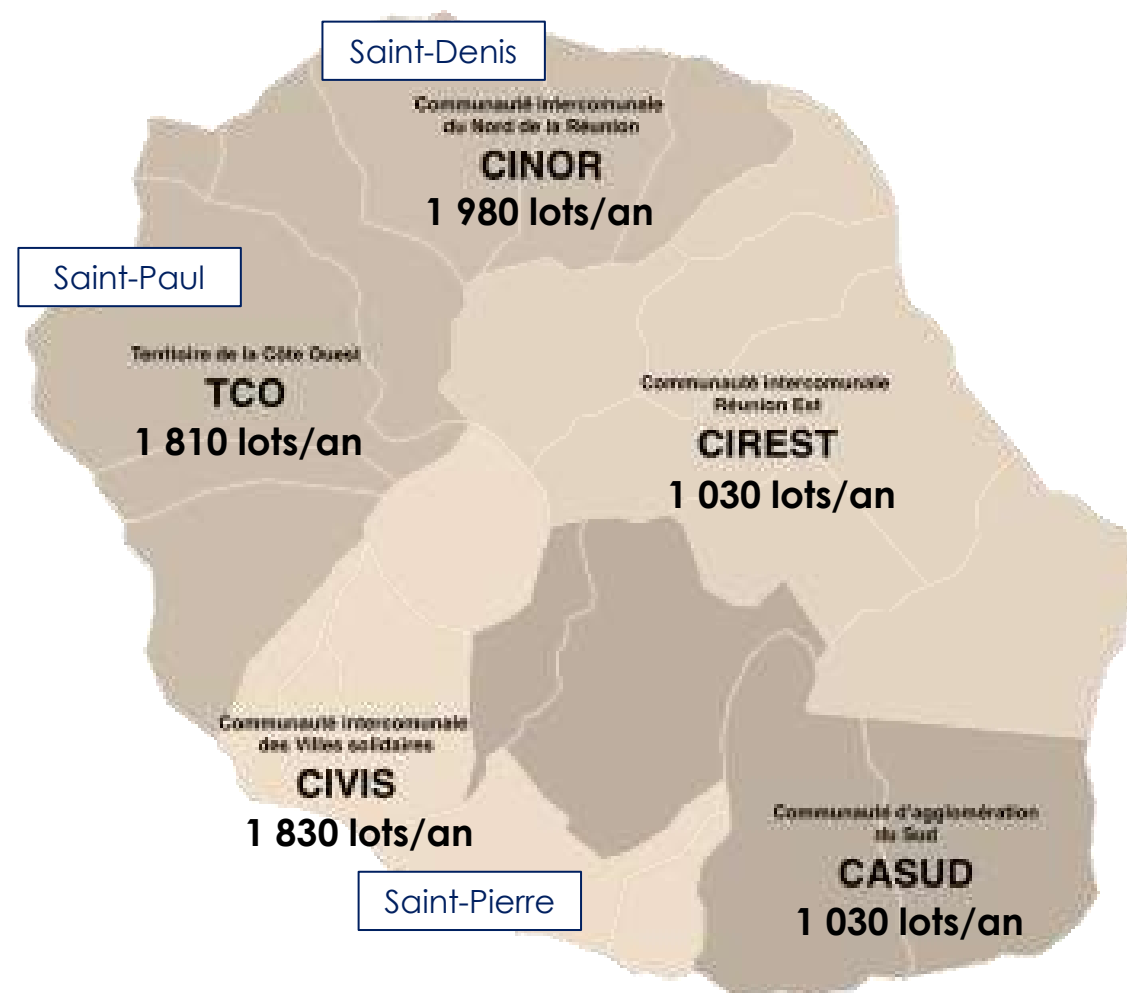 Saint-Denis
Communauté intercomunale
du Nord de la Réunion
CINOR
1 980 lots/an
Saint-Paul
Territoire de la Côte Ouest
TCO
1 810 lots/an
Communauté intercomunale
Réunion Est
CIREST
1 030 lots/an
Communauté intercomunale
des Villes solidaires
CIVIS
1 830 lots/an
Communauté d'agglomération
du Sud
CASUD
1 030 lots/an
Saint-Pierre